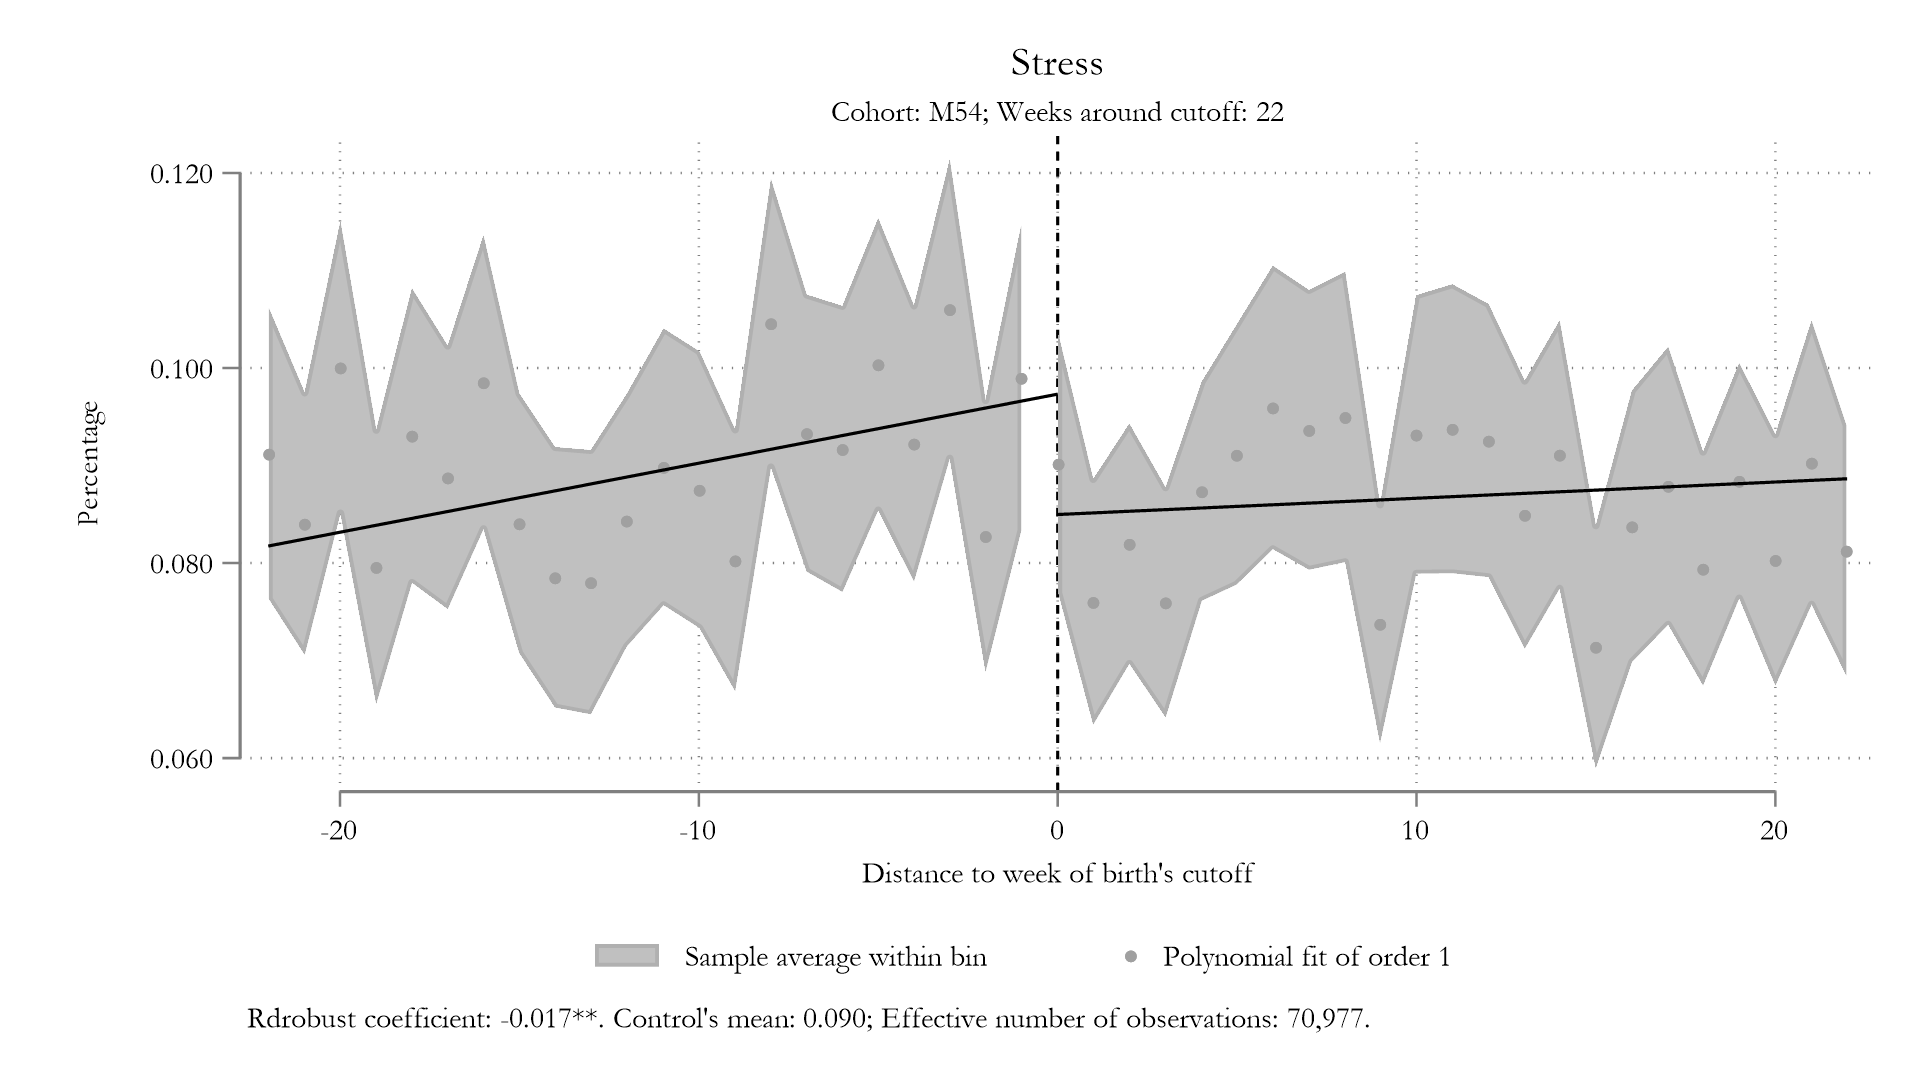 Stress
Cohort: M54; Weeks around cutoff: 22
0.120
0.100
0.080
0.060
Percentage
-20
-10
0
10
20
Distance to week of birth's cutoff
Sample average within bin
Polynomial fit of order 1
Rdrobust coefficient: -0.017**. Control's mean: 0.090; Effective number of observations: 70,977.